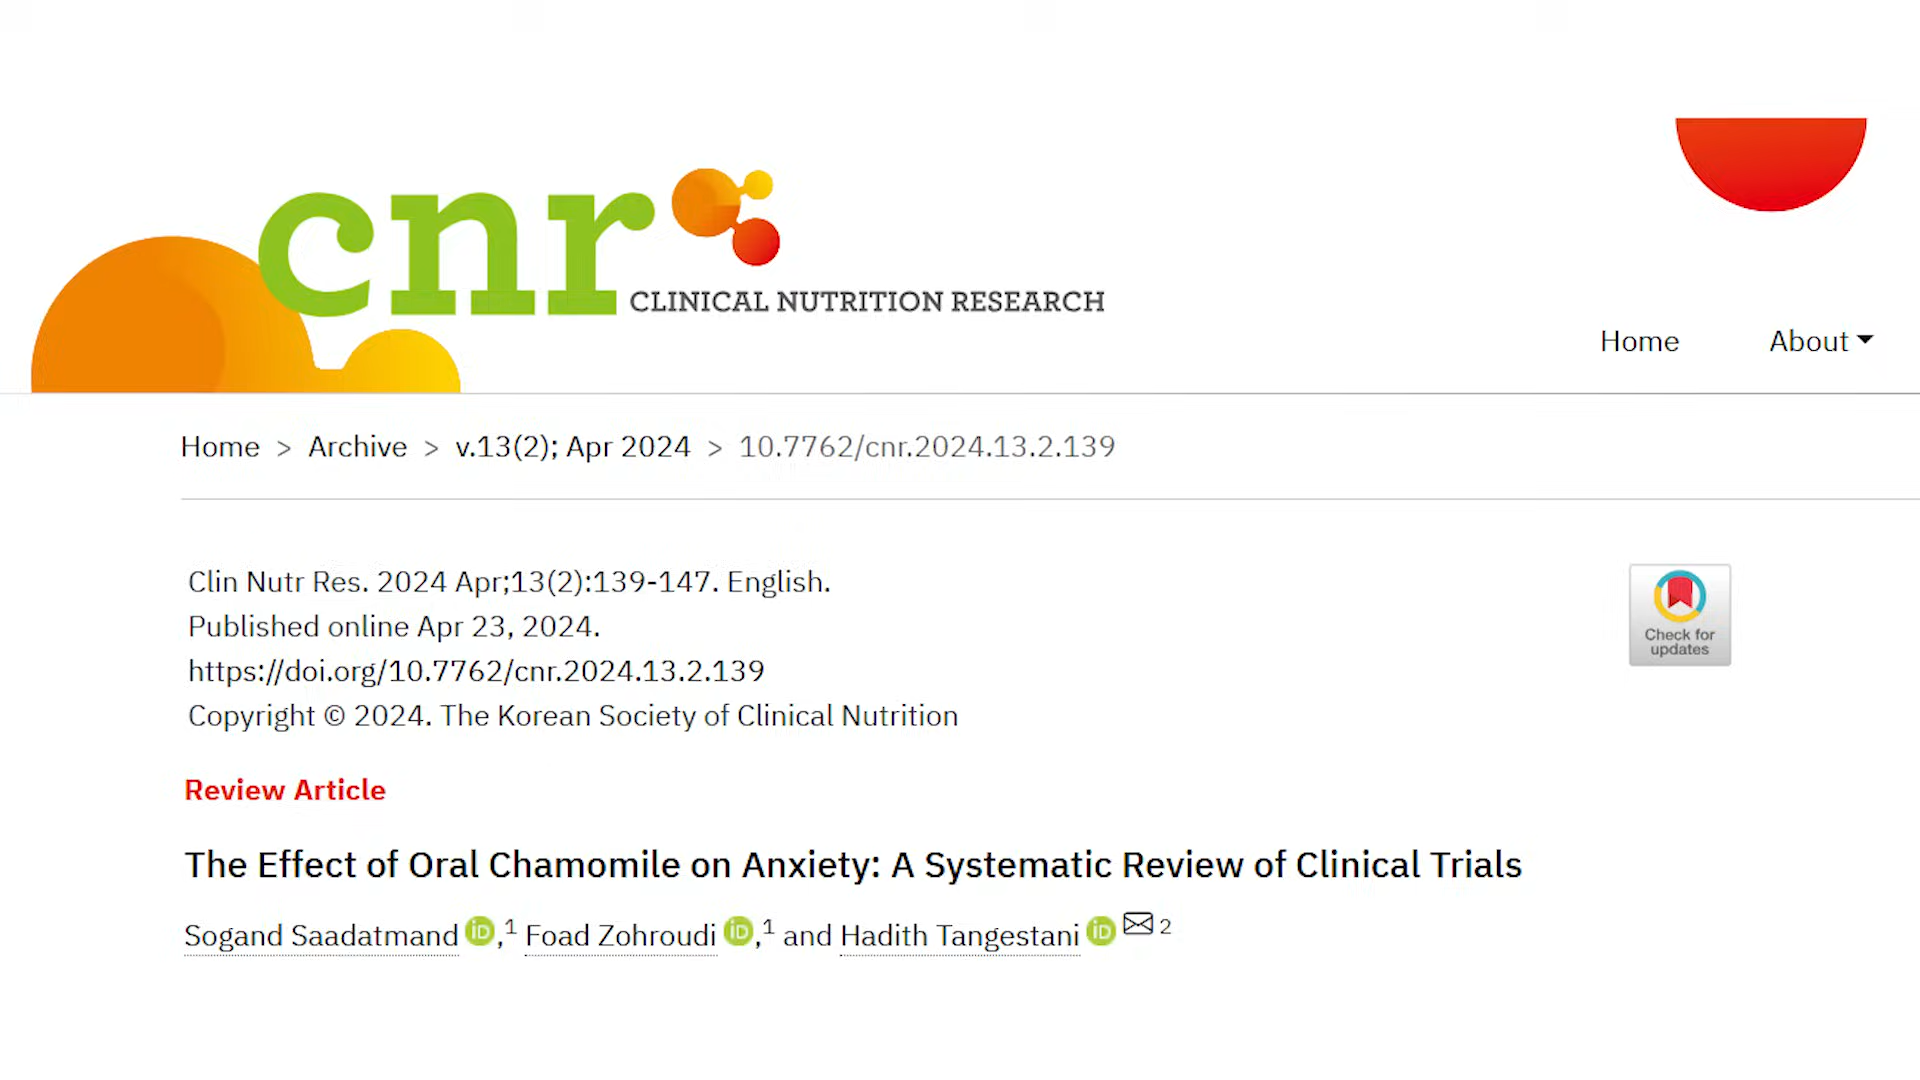 cnr
CLINICAL NUTRITION RESEARCH
Home About
Home > Archive > v.13(2); Apr 2024 > 10.7762/cnr.2024.13.2.139
Clin Nutr Res. 2024 Apr;13(2):139-147. English.
Published online Apr 23, 2024.
https://doi.org/10.7762/cnr.2024.13.2.139
Copyright © 2024. The Korean Society of Clinical Nutrition
Check for
updates
Review Article
The Effect of Oral Chamomile on Anxiety: A Systematic Review of Clinical Trials
Sogand Saadatmand iD,1 Foad Zohroudi iD,1 and Hadith Tangestani iD 2